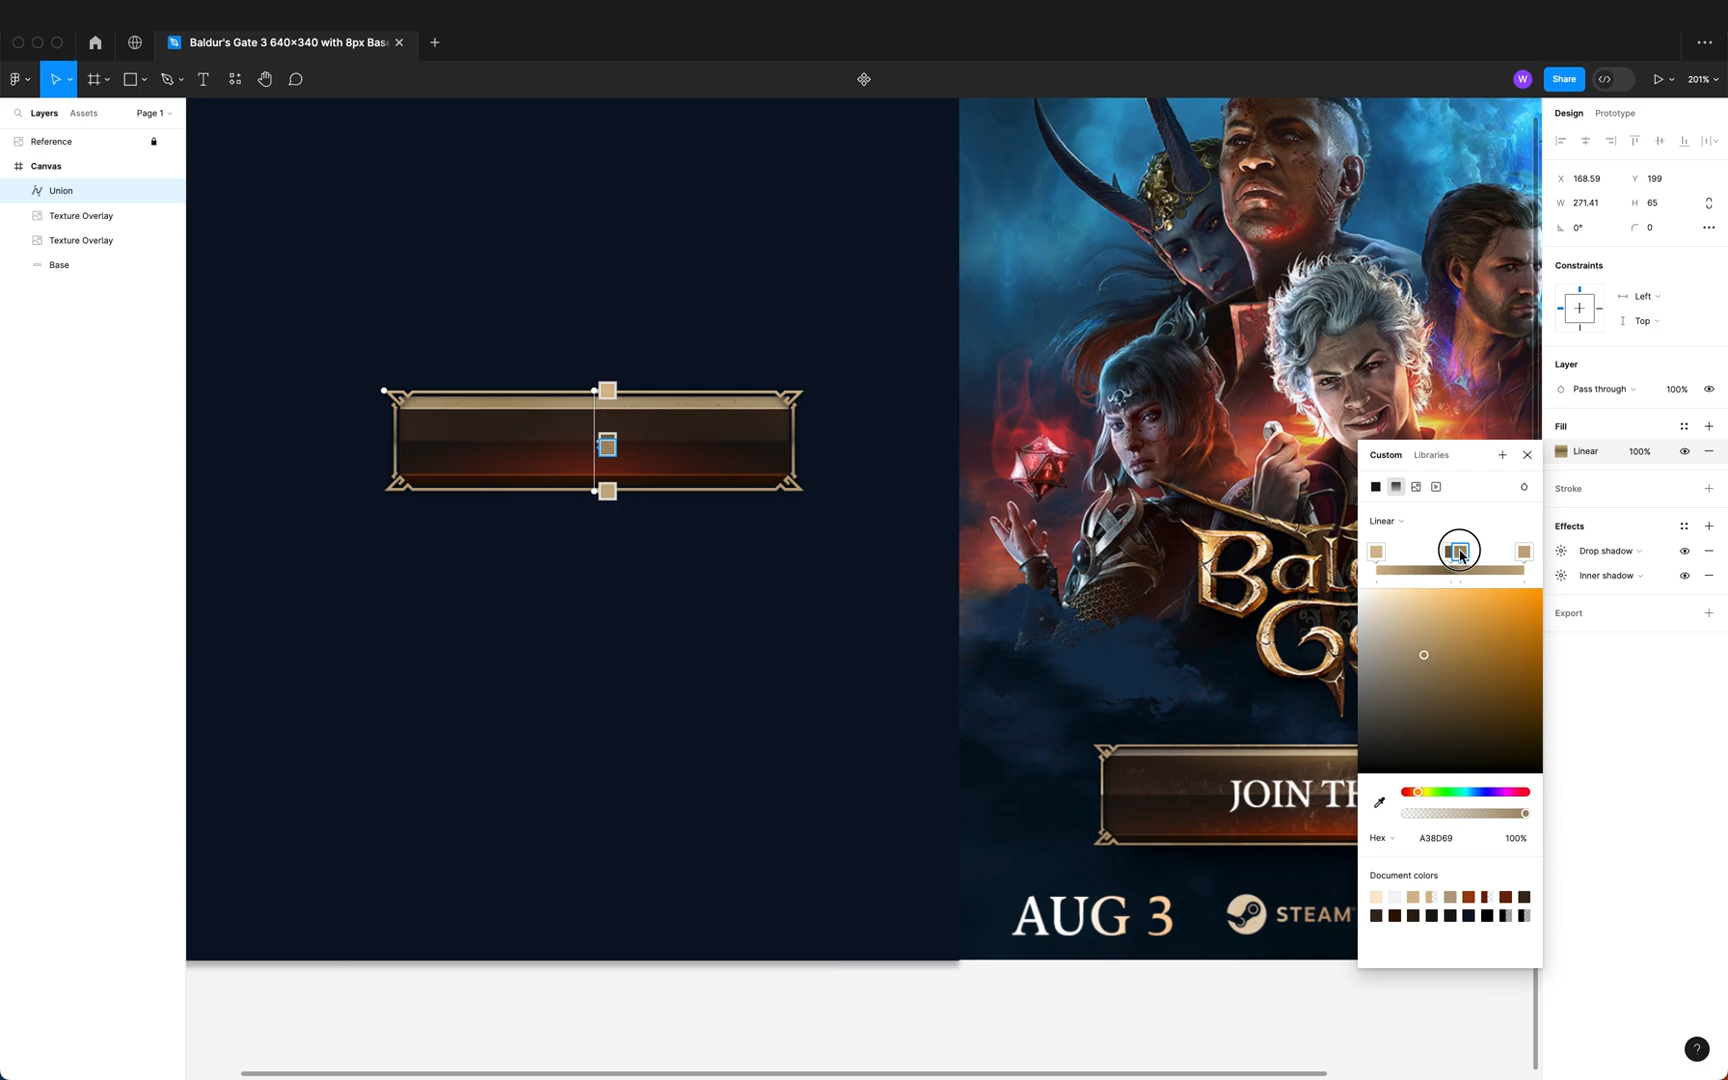 Baldur's Gate 3 640×340 with 8px Bas
W
Share
201%
Layers
Assets
Page 1
Reference
Canvas
Union
Texture Overlay
Texture Overlay
Base
Design
Prototype
X 168.59 Y 199
W 271.41 H 65
0° 0
Constraints
Left
Top
Layer
Pass through 100%
Fill
Linear 100%
Stroke
Effects
Drop shadow
Inner shadow
Export
Custom
Libraries
Linear
Hex A38D69 100%
Document colors
JOIN TH
AUG 3
STEAM
?